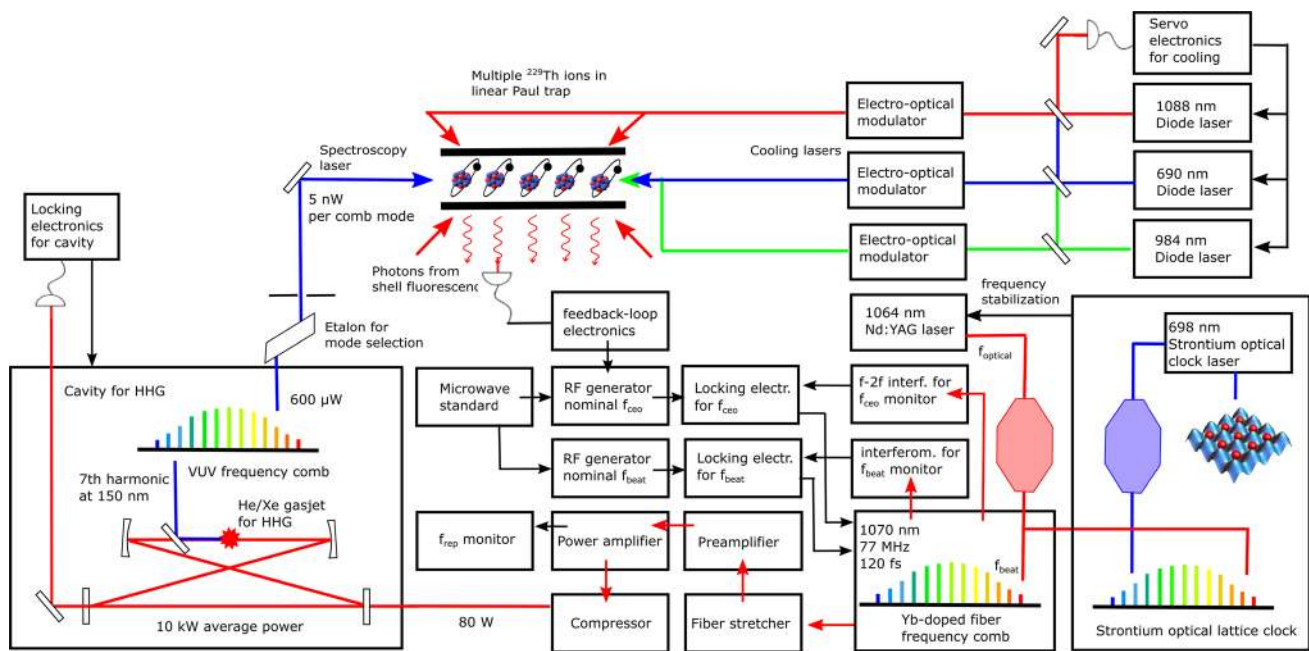 Servo
electronics
for cooling
Multiple ²²⁹Th ions in
linear Paul trap
Electro-optical
modulator
1088 nm
Diode laser
Spectroscopy
laser
Cooling lasers
Electro-optical
modulator
690 nm
Diode laser
5 nW
per comb mode
Locking
electronics
for cavity
Electro-optical
modulator
984 nm
Diode laser
Photons from
shell fluorescenc
frequency
stabilization
feedback-loop
electronics
1064 nm
Nd:YAG laser
698 nm
Strontium optical
clock laser
Etalon for
mode selection
f_optical
Cavity for HHG
Microwave
standard
RF generator
nominal f_ceo
Locking electr.
for f_ceo
f-2f interf. for
f_ceo monitor
600 µW
VUV frequency comb
RF generator
nominal f_beat
Locking electr.
for f_beat
interferom. for
f_beat monitor
7th harmonic
at 150 nm
He/Xe gasjet
for HHG
f_rep monitor
Power amplifier
Preamplifier
1070 nm
77 MHz
120 fs
f_beat
10 kW average power
80 W
Compressor
Fiber stretcher
Yb-doped fiber
frequency comb
Strontium optical lattice clock